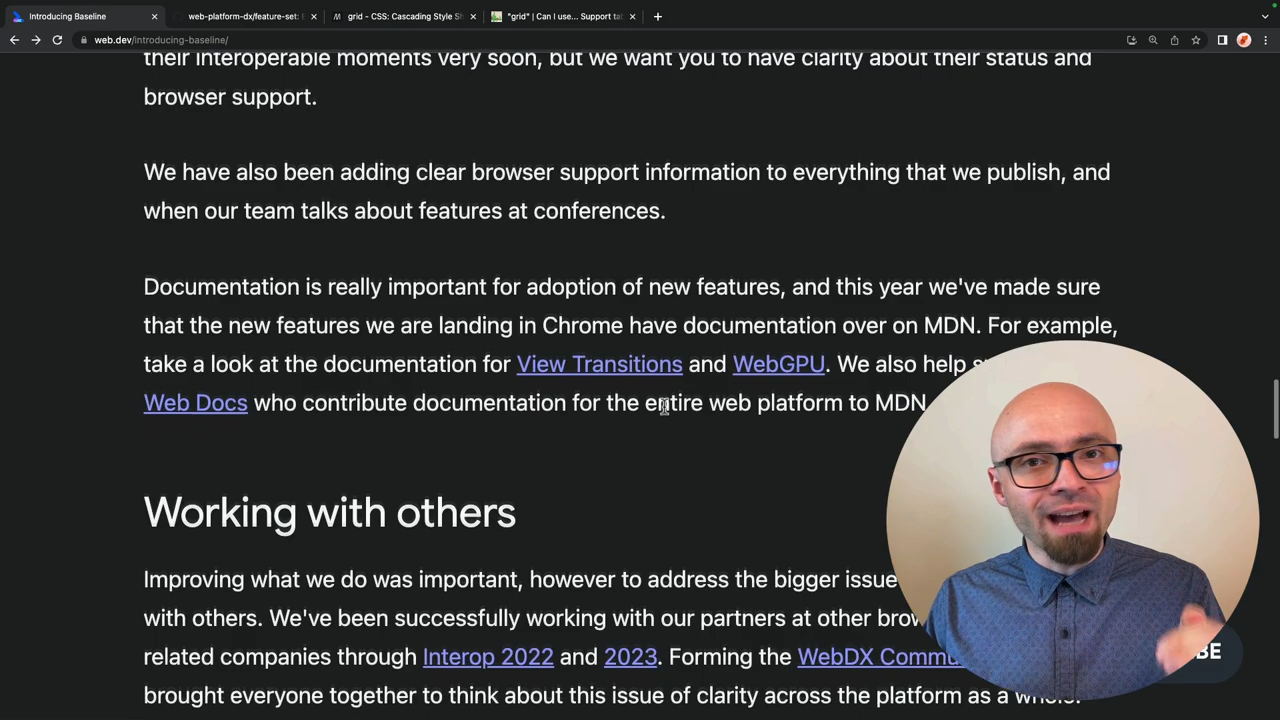 Introducing Baseline
web-platform-dx/feature-set:
grid - CSS: Cascading Style
"grid" | Can I use... Support
web.dev/introducing-baseline/
their interoperable moments very soon, but we want you to have clarity about their status and
browser support.
We have also been adding clear browser support information to everything that we publish, and
when our team talks about features at conferences.
Documentation is really important for adoption of new features, and this year we've made sure
that the new features we are landing in Chrome have documentation over on MDN. For example,
take a look at the documentation for View Transitions and WebGPU. We also help
Web Docs who contribute documentation for the entire web platform to MDN
Working with others
Improving what we do was important, however to address the bigger issue
with others. We've been successfully working with our partners at other
related companies through Interop 2022 and 2023. Forming the WebDX
brought everyone together to think about this issue of clarity across the platform as a whole.
BE